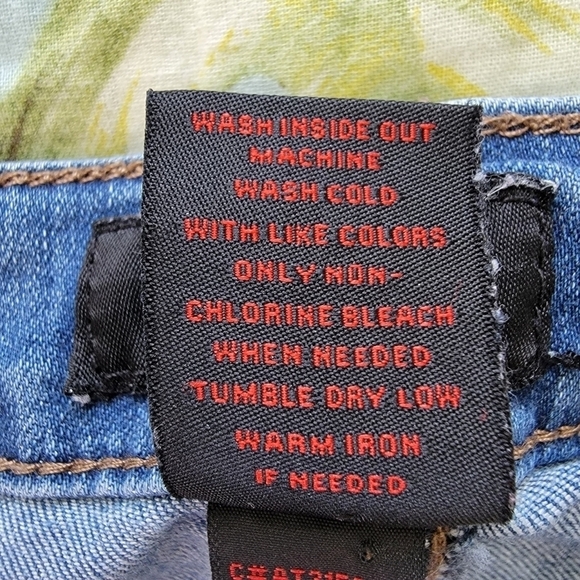 WASH INSIDE OUT
MACHINE
WASH COLD
WITH LIKE COLORS
ONLY NON-
CHLORINE BLEACH
WHEN NEEDED
TUMBLE DRY LOW
WARM IRON
IF NEEDED